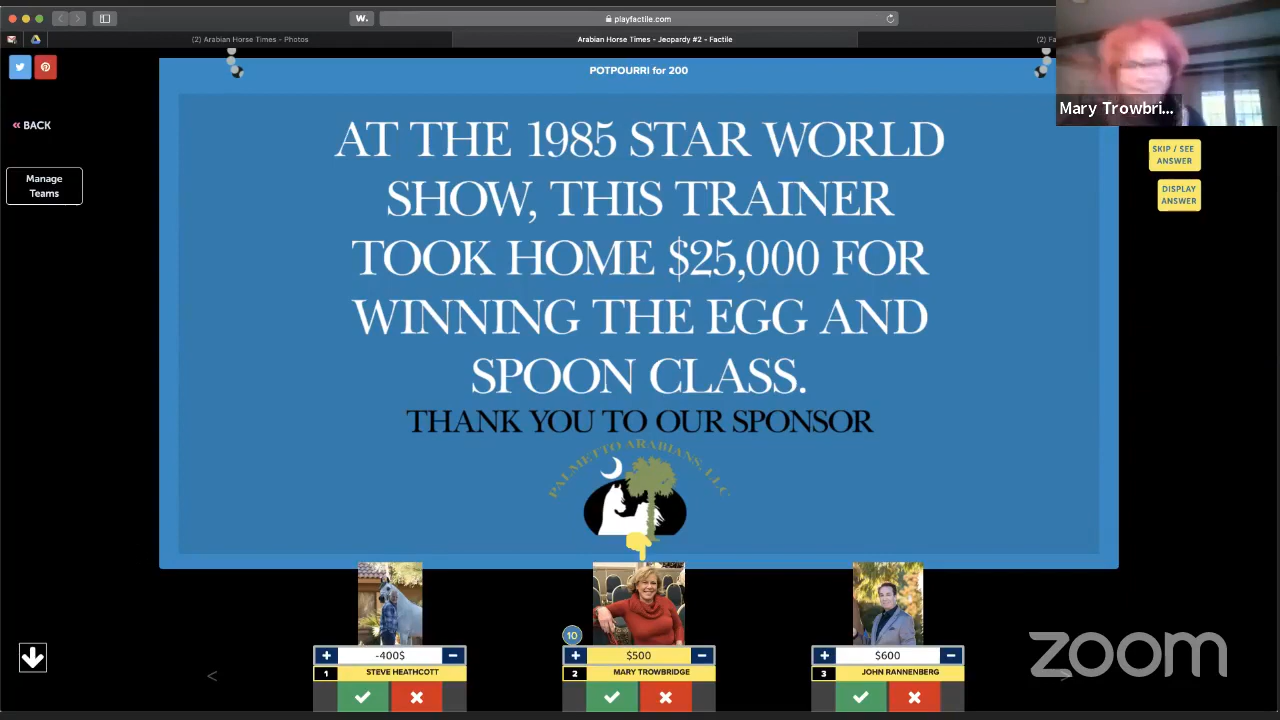 W.
playfactile.com
(2) Arabian Horse Times - Photos
Arabian Horse Times - Jeopardy #2 - Factile
(2) Fa
POTPOURRI for 200
Mary Trowbri...
« BACK
Manage
Teams
SKIP / SEE
ANSWER
DISPLAY
ANSWER
AT THE 1985 STAR WORLD
SHOW, THIS TRAINER
TOOK HOME $25,000 FOR
WINNING THE EGG AND
SPOON CLASS.
THANK YOU TO OUR SPONSOR
PALMETTO ARABIANS, LLC
10
+ -400$ −
+ $500 −
+ $600 −
1 STEVE HEATHCOTT
2 MARY TROWBRIDGE
3 JOHN RANNENBERG
zoom